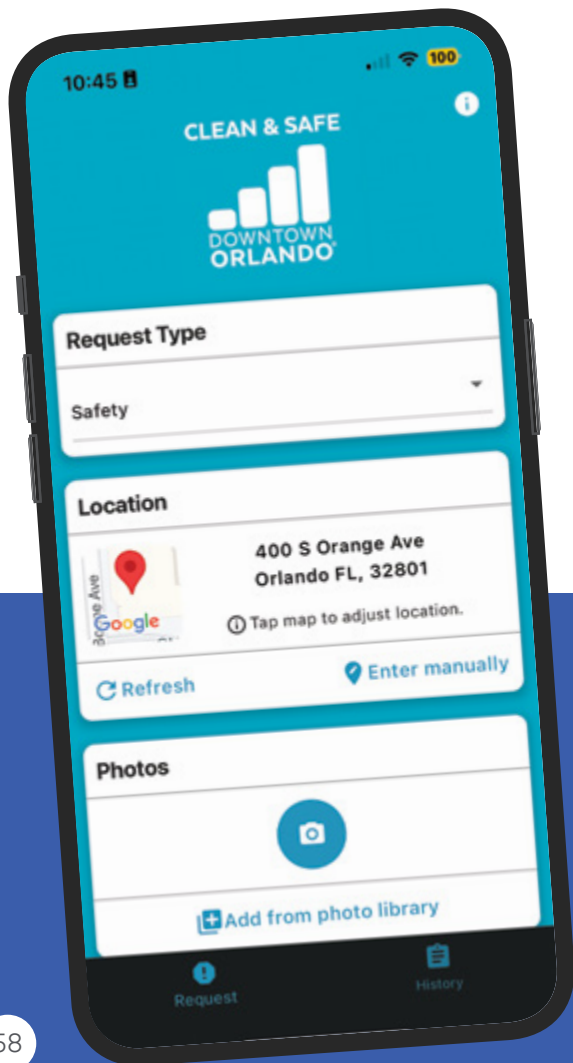 10:45
100
CLEAN & SAFE
DOWNTOWN
ORLANDO
Request Type
Safety
Location
400 S Orange Ave
Orlando FL, 32801
Google
Tap map to adjust location.
Refresh
Enter manually
Photos
Add from photo library
Request
History
58